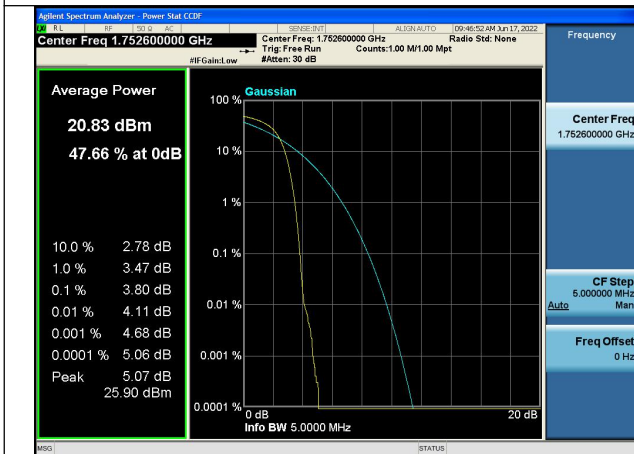 Agilent Spectrum Analyzer - Power Stat CCDF
RL RF 50 Ω AC SENSE:INT ALIGN AUTO 09:46:52 AM Jun 17, 2022
Center Freq 1.752600000 GHz Center Freq: 1.752600000 GHz Radio Std: None
Trig: Free Run Counts:1.00 M/1.00 Mpt
#IFGain:Low #Atten: 30 dB
Frequency
Average Power
20.83 dBm
47.66 % at 0dB
10.0 % 2.78 dB
1.0 % 3.47 dB
0.1 % 3.80 dB
0.01 % 4.11 dB
0.001 % 4.68 dB
0.0001 % 5.06 dB
Peak 5.07 dB
25.90 dBm
Gaussian
100 %
10 %
1 %
0.1 %
0.01 %
0.001 %
0.0001 %
0 dB 20 dB
Info BW 5.0000 MHz
Center Freq
1.752600000 GHz
CF Step
5.000000 MHz
Auto Man
Freq Offset
0 Hz
MSG STATUS